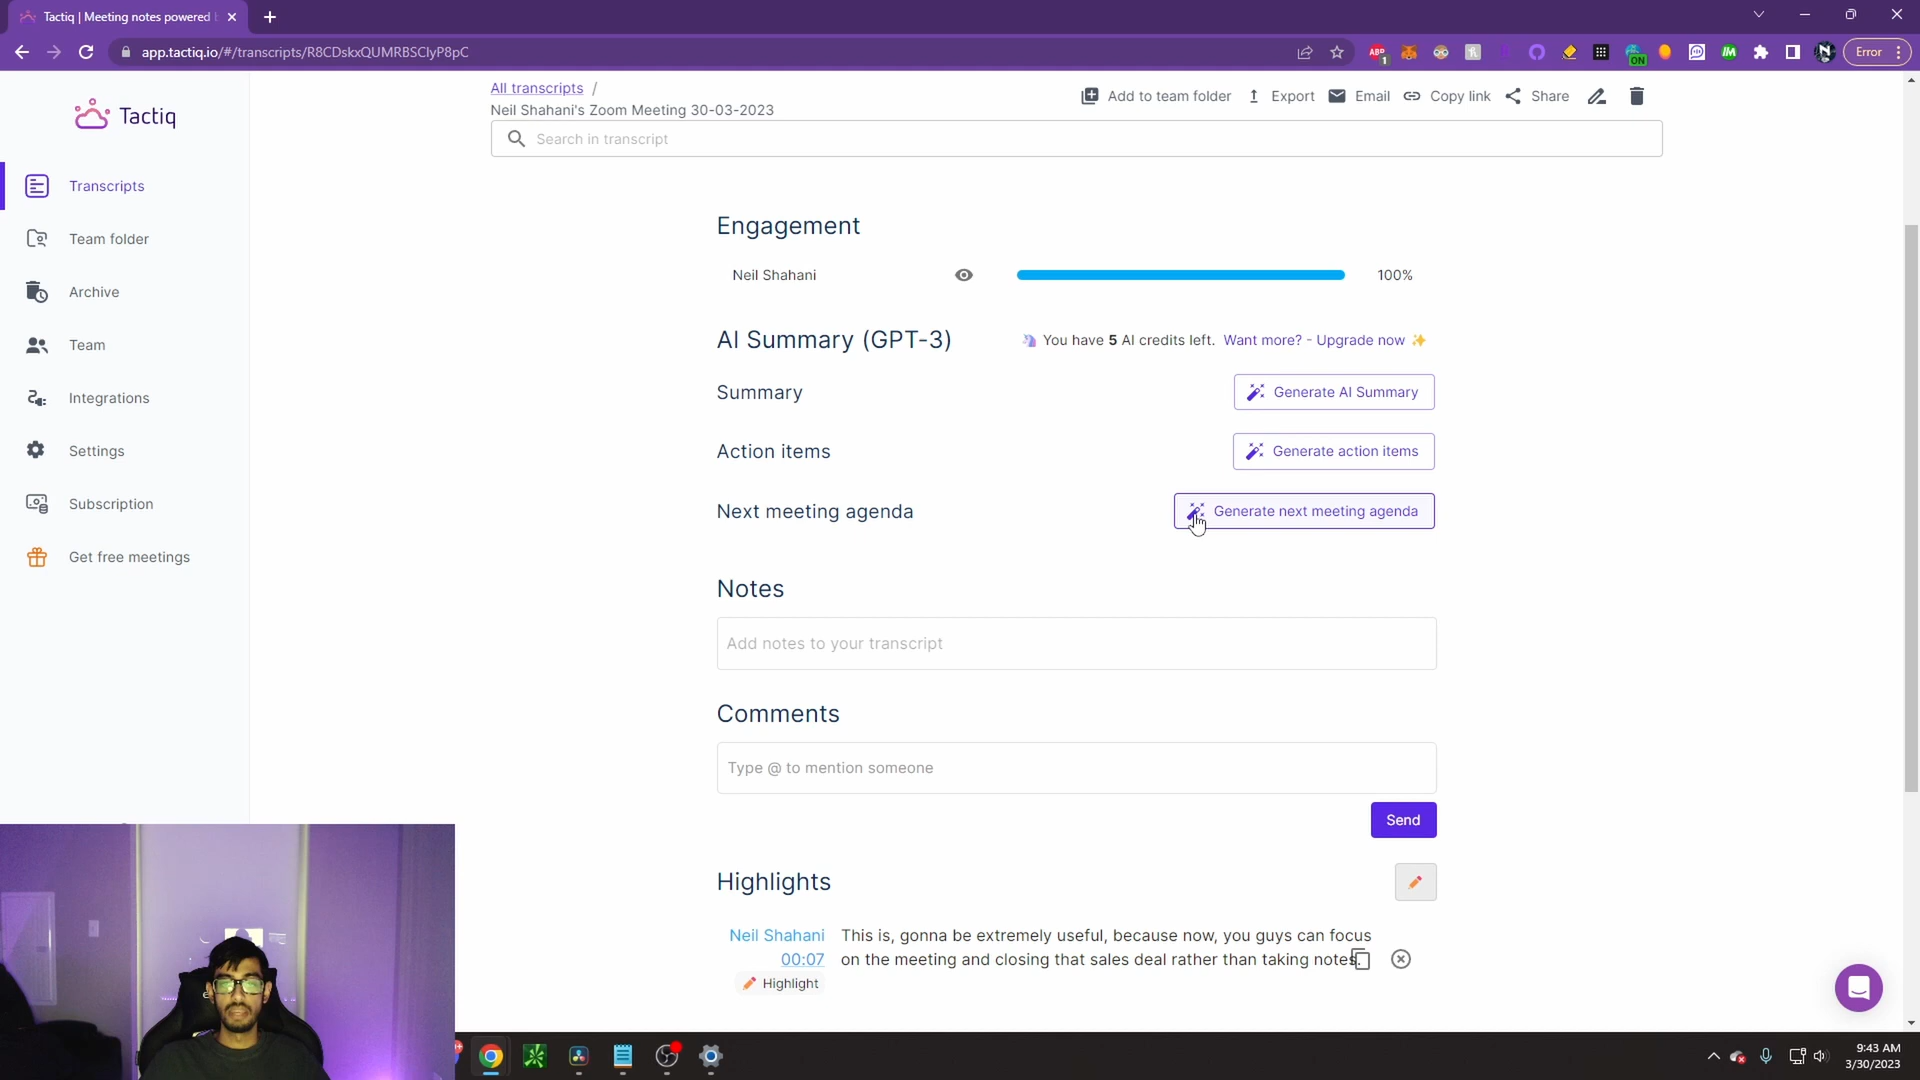 Tactiq | Meeting notes powered
app.tactiq.io/#/transcripts/R8CDskxQUMRBSClyP8pC
ABP
1
ON
Error
Tactiq
Transcripts
Team folder
Archive
Team
Integrations
Settings
Subscription
Get free meetings
All transcripts /
Neil Shahani's Zoom Meeting 30-03-2023
Add to team folder
Export
Email
Copy link
Share
Search in transcript
Engagement
Neil Shahani
100%
AI Summary (GPT-3)
You have 5 AI credits left. Want more? - Upgrade now
Summary
Generate AI Summary
Action items
Generate action items
Next meeting agenda
Generate next meeting agenda
Notes
Add notes to your transcript
Comments
Type @ to mention someone
Send
Highlights
Neil Shahani This is, gonna be extremely useful, because now, you guys can focus
00:07 on the meeting and closing that sales deal rather than taking notes.
Highlight
9:43 AM
3/30/2023